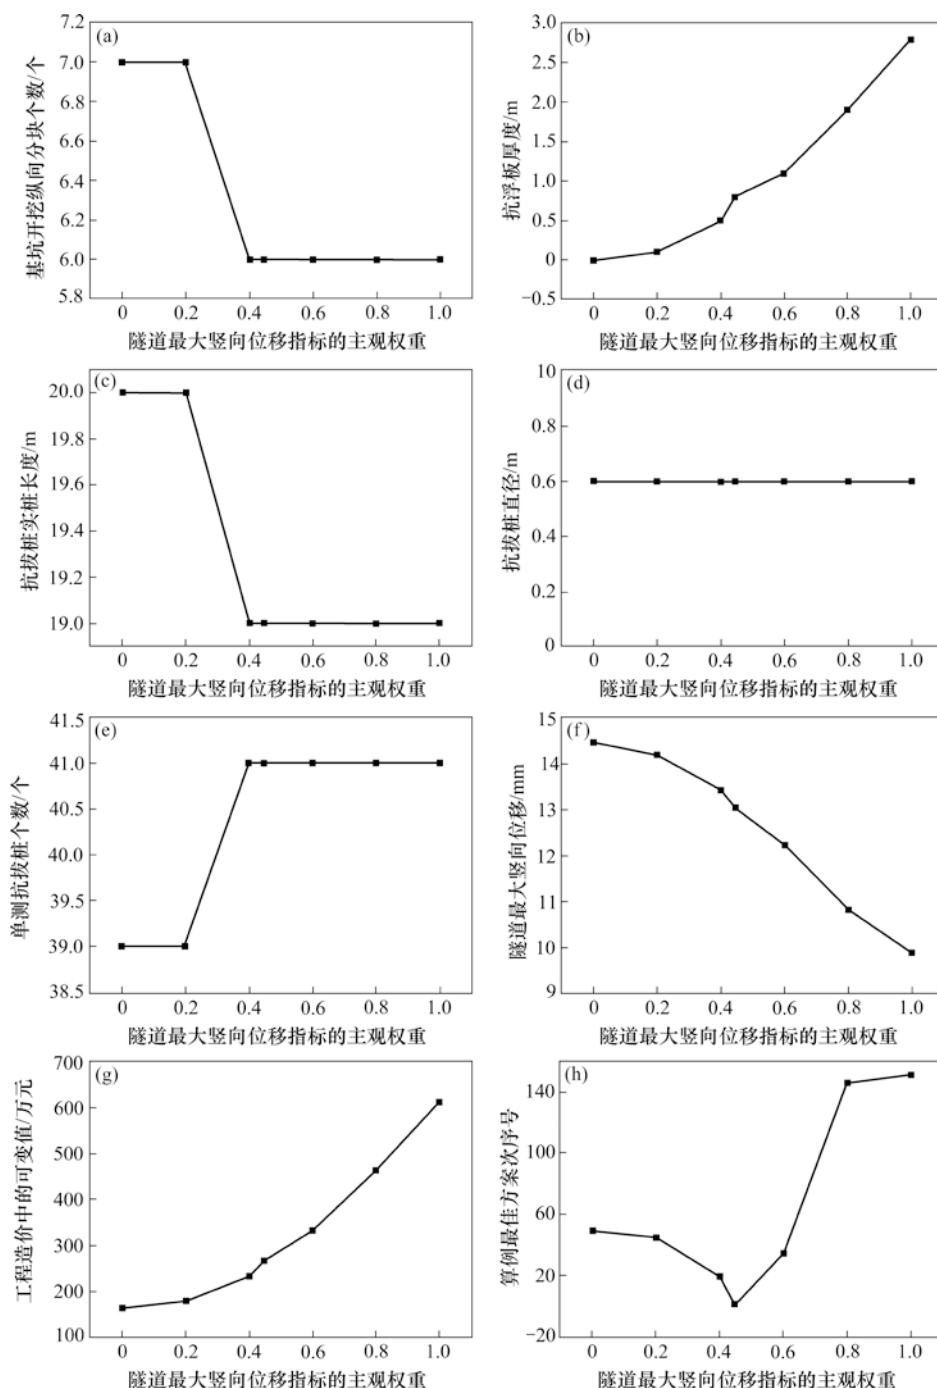 (a)
基坑开挖纵向分块个数/个
7.2
7.0
6.8
6.6
6.4
6.2
6.0
5.8
0 0.2 0.4 0.6 0.8 1.0
隧道最大竖向位移指标的主观权重
(b)
抗浮板厚度/m
3.0
2.5
2.0
1.5
1.0
0.5
0
−0.5
0 0.2 0.4 0.6 0.8 1.0
隧道最大竖向位移指标的主观权重
(c)
抗拔桩实桩长度/m
20.0
19.8
19.6
19.4
19.2
19.0
0 0.2 0.4 0.6 0.8 1.0
隧道最大竖向位移指标的主观权重
(d)
抗拔桩直径/m
10
0.8
0.6
0.4
0.2
0
0 0.2 0.4 0.6 0.8 1.0
隧道最大竖向位移指标的主观权重
(e)
单测抗拔桩个数/个
41.5
41.0
40.5
40.0
39.5
39.0
38.5
0 0.2 0.4 0.6 0.8 1.0
隧道最大竖向位移指标的主观权重
(f)
隧道最大竖向位移/mm
15
14
13
12
11
10
9
0 0.2 0.4 0.6 0.8 1.0
隧道最大竖向位移指标的主观权重
(g)
工程造价中的可变值/万元
700
600
500
400
300
200
100
0 0.2 0.4 0.6 0.8 1.0
隧道最大竖向位移指标的主观权重
(h)
算例最佳方案次序号
140
100
60
20
−20
0 0.2 0.4 0.6 0.8 1.0
隧道最大竖向位移指标的主观权重